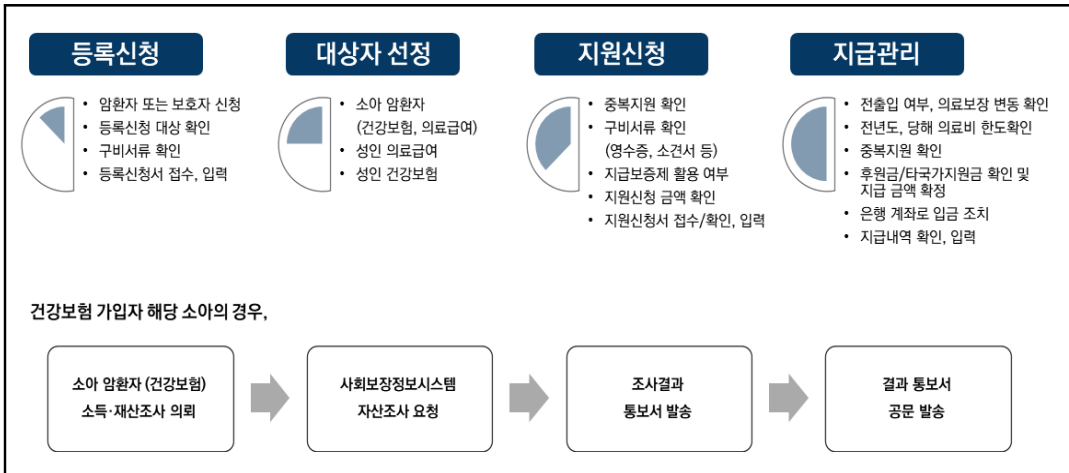 등록신청
• 암환자 또는 보호자 신청
• 등록신청 대상 확인
• 구비서류 확인
• 등록신청서 접수, 입력
대상자 선정
• 소아 암환자
(건강보험, 의료급여)
• 성인 의료급여
• 성인 건강보험
지원신청
• 중복지원 확인
• 구비서류 확인
(영수증, 소견서 등)
• 지급보증제 활용 여부
• 지원신청 금액 확인
• 지원신청서 접수/확인, 입력
지급관리
• 전출입 여부, 의료보장 변동 확인
• 전년도, 당해 의료비 한도확인
• 중복지원 확인
• 후원금/타국가지원금 확인 및
지급 금액 확정
• 은행 계좌로 입금 조치
• 지급내역 확인, 입력
건강보험 가입자 해당 소아의 경우,
소아 암환자 (건강보험)
소득·재산조사 의뢰
사회보장정보시스템
자산조사 요청
조사결과
통보서 발송
결과 통보서
공문 발송